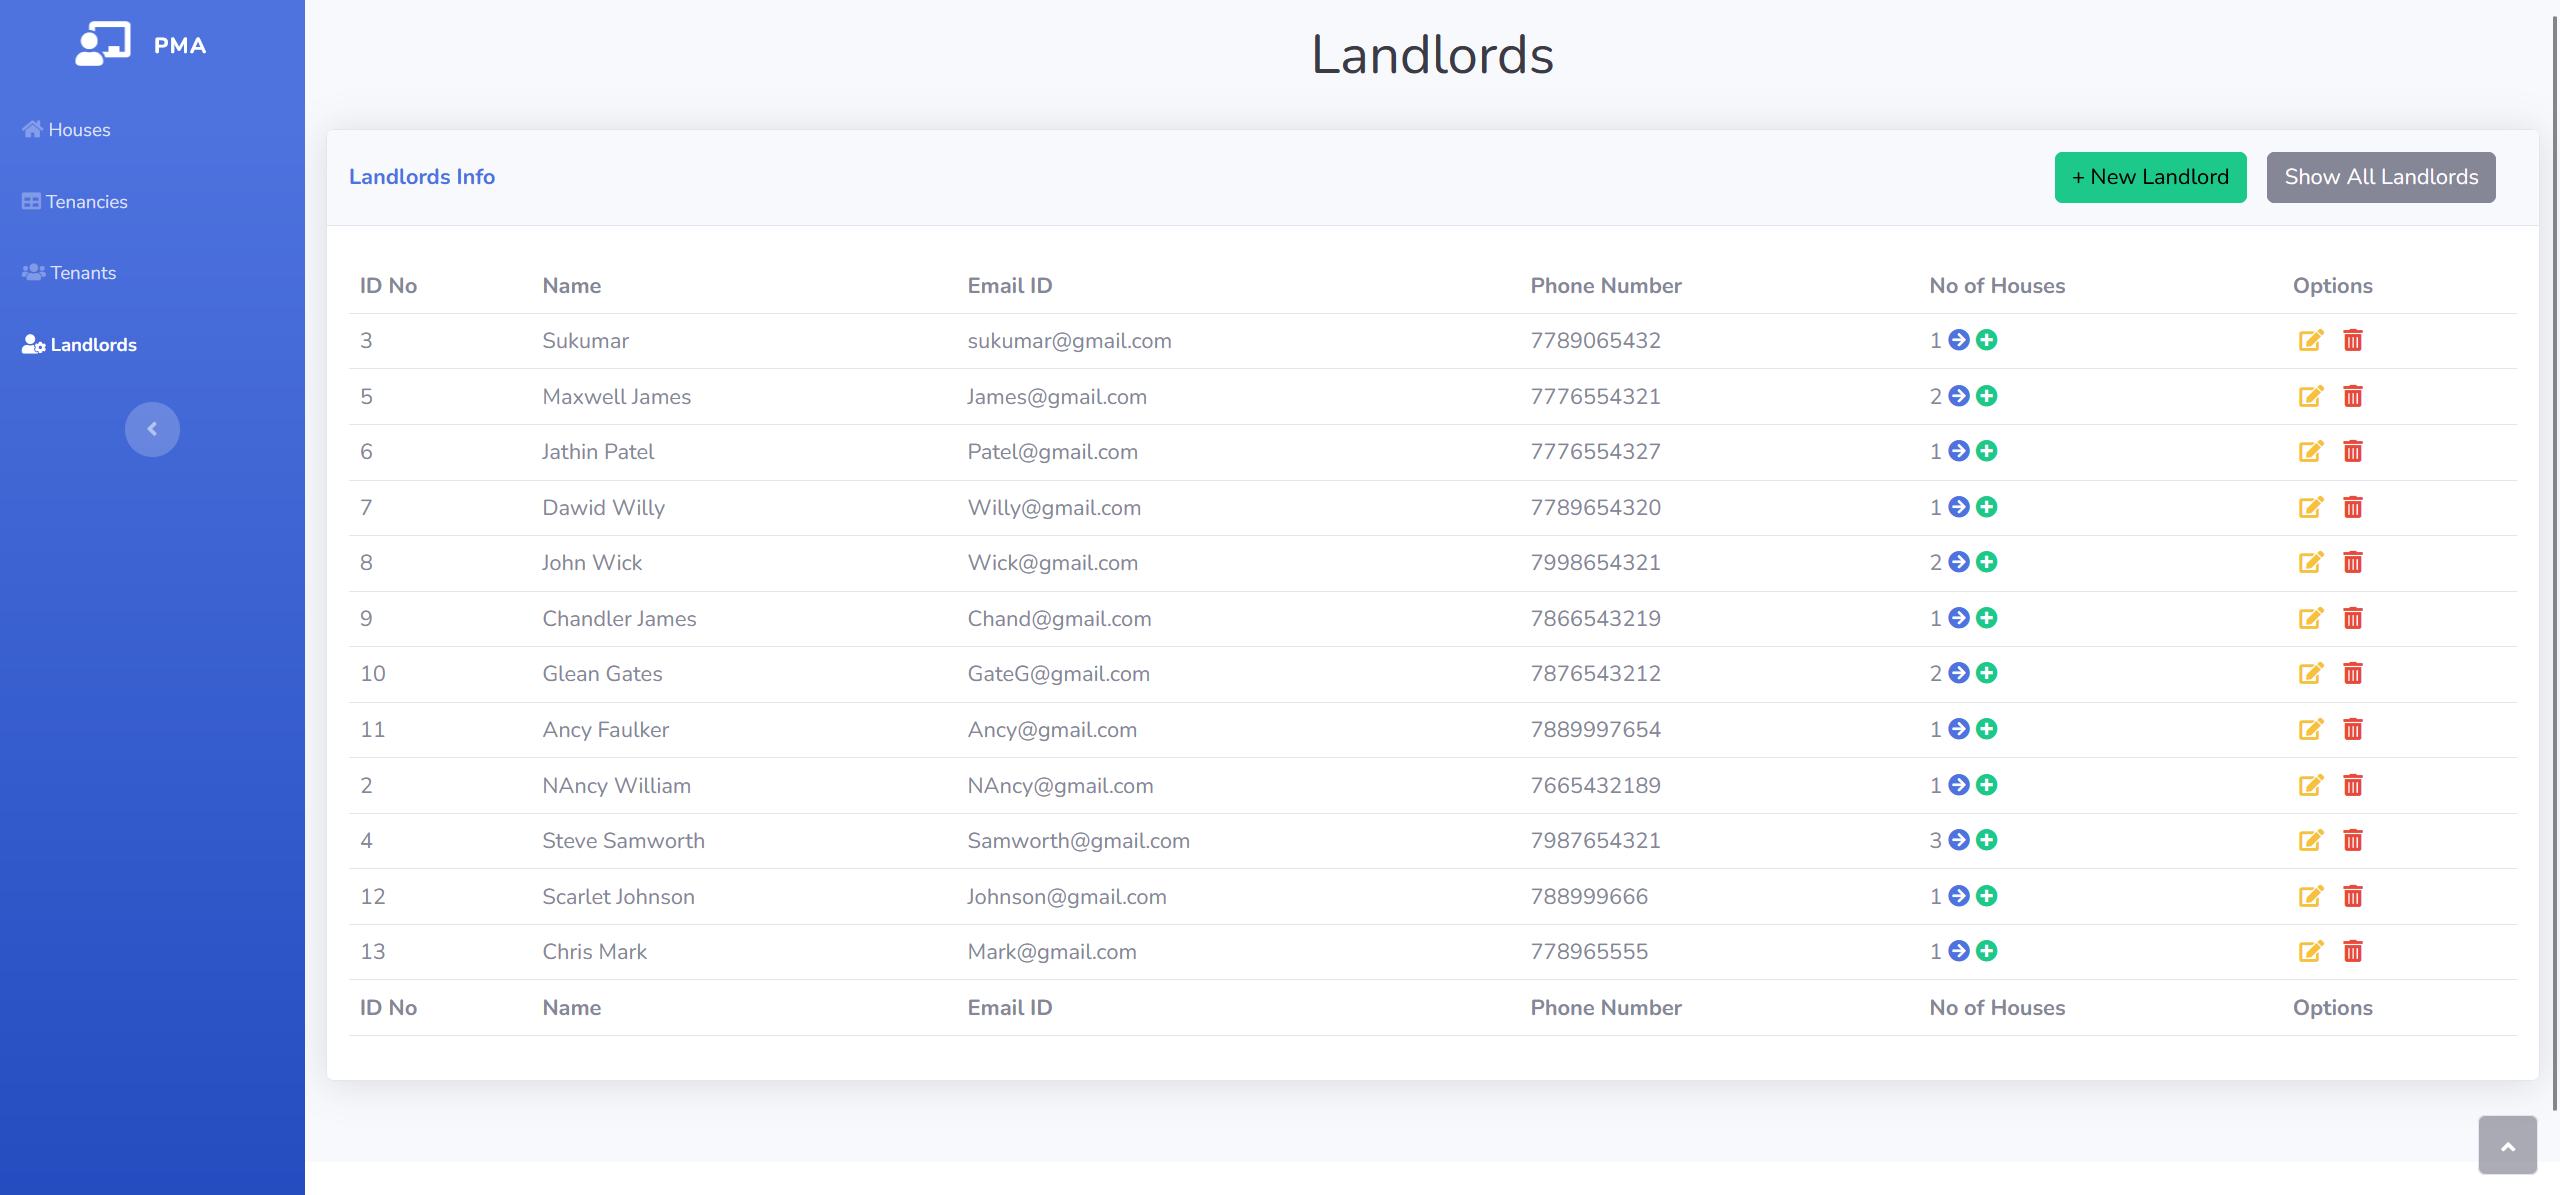 PMA
Houses
Tenancies
Tenants
Landlords
Landlords
Landlords Info + New Landlord Show All Landlords
ID No Name Email ID Phone Number No of Houses Options
3 Sukumar sukumar@gmail.com 7789065432 1
5 Maxwell James James@gmail.com 7776554321 2
6 Jathin Patel Patel@gmail.com 7776554327 1
7 Dawid Willy Willy@gmail.com 7789654320 1
8 John Wick Wick@gmail.com 7998654321 2
9 Chandler James Chand@gmail.com 7866543219 1
10 Glean Gates GateG@gmail.com 7876543212 2
11 Ancy Faulker Ancy@gmail.com 7889997654 1
2 NAncy William NAncy@gmail.com 7665432189 1
4 Steve Samworth Samworth@gmail.com 7987654321 3
12 Scarlet Johnson Johnson@gmail.com 788999666 1
13 Chris Mark Mark@gmail.com 778965555 1
ID No Name Email ID Phone Number No of Houses Options